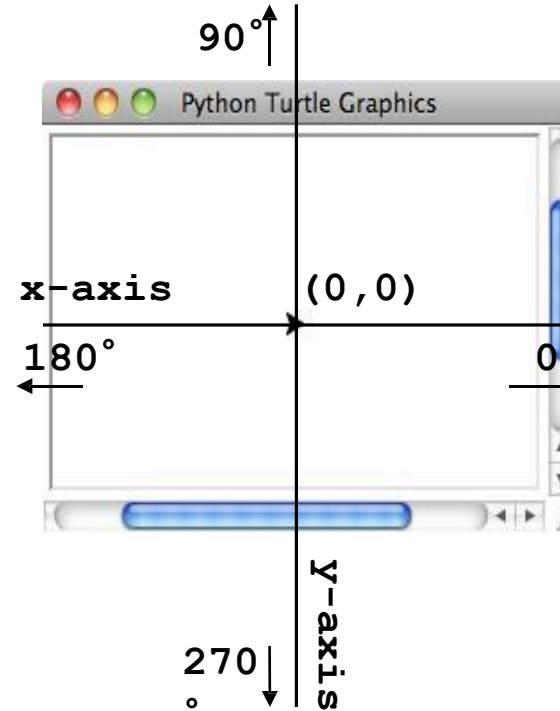 90°
Python Turtle Graphics
x-axis
(0,0)
180°
0
y-axis
270
°